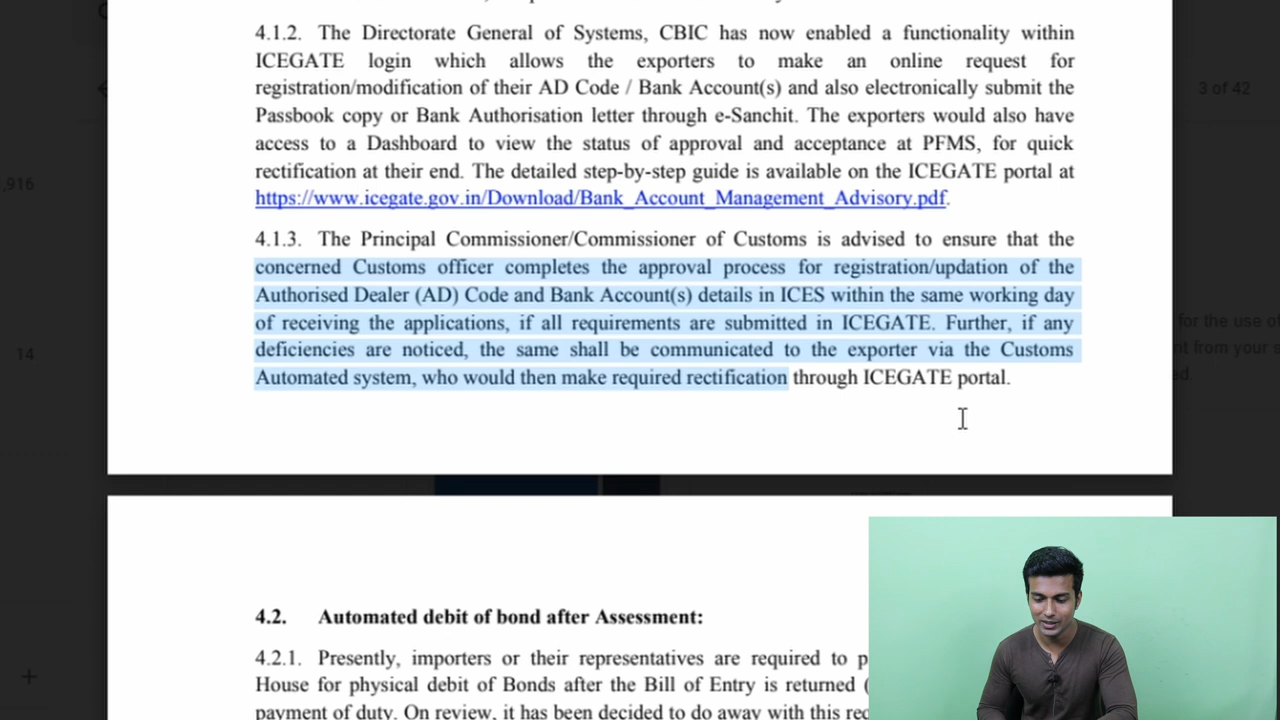 4.1.2. The Directorate General of Systems, CBIC has now enabled a functionality within
ICEGATE login which allows the exporters to make an online request for
registration/modification of their AD Code / Bank Account(s) and also electronically submit the
Passbook copy or Bank Authorisation letter through e-Sanchit. The exporters would also have
access to a Dashboard to view the status of approval and acceptance at PFMS, for quick
3 of 42
rectification at their end. The detailed step-by-step guide is available on the ICEGATE portal at
,916
https://www.icegate.gov.in/Download/Bank_Account_Management_Advisory.pdf.
4.1.3. The Principal Commissioner/Commissioner of Customs is advised to ensure that the
concerned Customs officer completes the approval process for registration/updation of the
Authorised Dealer (AD) Code and Bank Account(s) details in ICES within the same working day
of receiving the applications, if all requirements are submitted in ICEGATE. Further, if any
for the use
deficiencies are noticed, the same shall be communicated to the exporter via the Customs
14
from your
Automated system, who would then make required rectification through ICEGATE portal.
4.2. Automated debit of bond after Assessment:
4.2.1. Presently, importers or their representatives are required to
House for physical debit of Bonds after the Bill of Entry is returned (
payment of duty. On review, it has been decided to do away with this